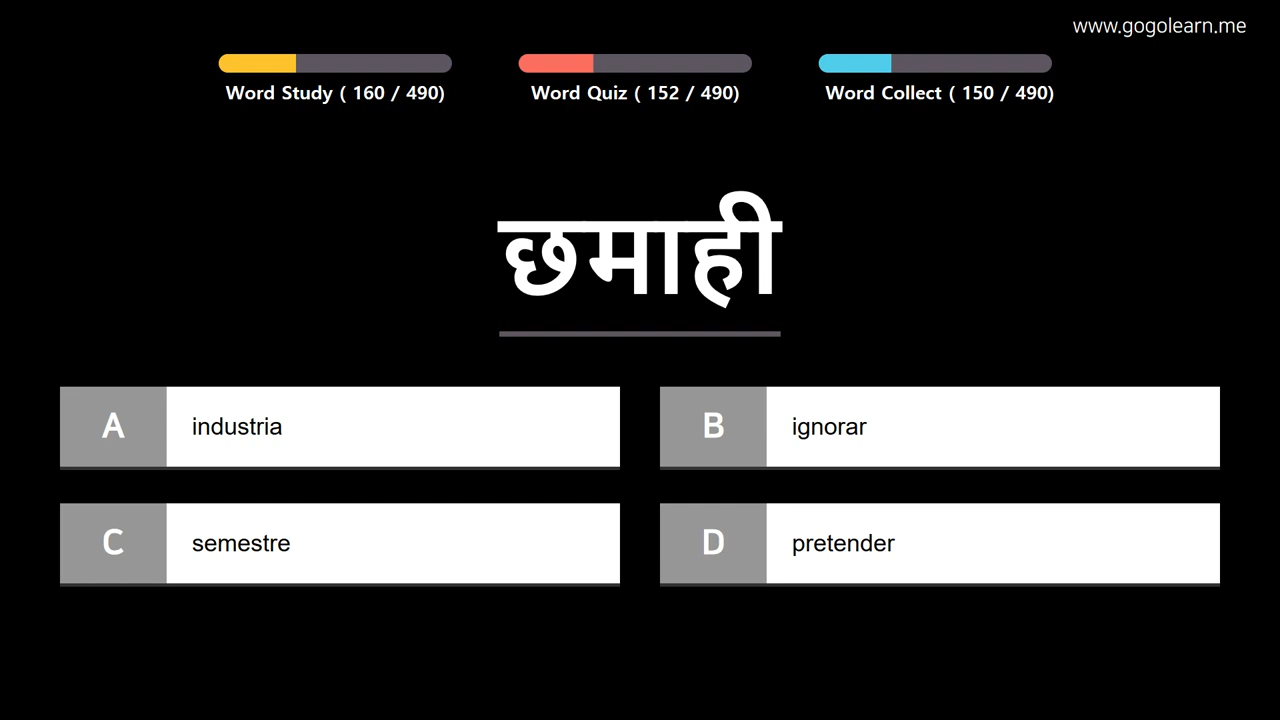 www.gogolearn.me
Word Study ( 160 / 490)
Word Quiz ( 152 / 490)
Word Collect ( 150 / 490)
छमाही
A industria
B ignorar
C semestre
D pretender